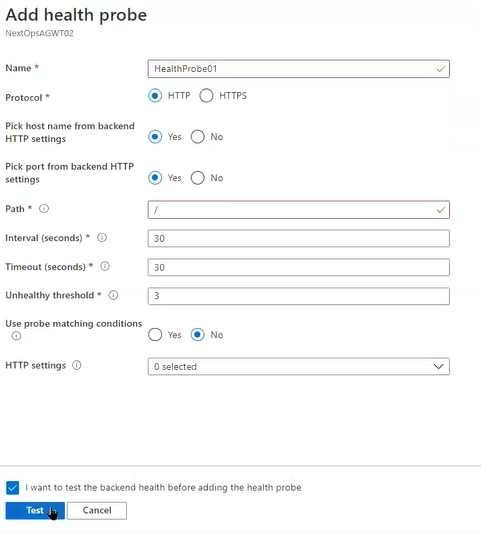 Add health probe
NextOpsAGWT02
Name *
HealthProbe01
Protocol *
HTTP HTTPS
Pick host name from backend
HTTP settings
Yes No
Pick port from backend HTTP
settings
Yes No
Path *
/
Interval (seconds) *
30
Timeout (seconds) *
30
Unhealthy threshold *
3
Use probe matching conditions
Yes No
HTTP settings
0 selected
I want to test the backend health before adding the health probe
Test Cancel